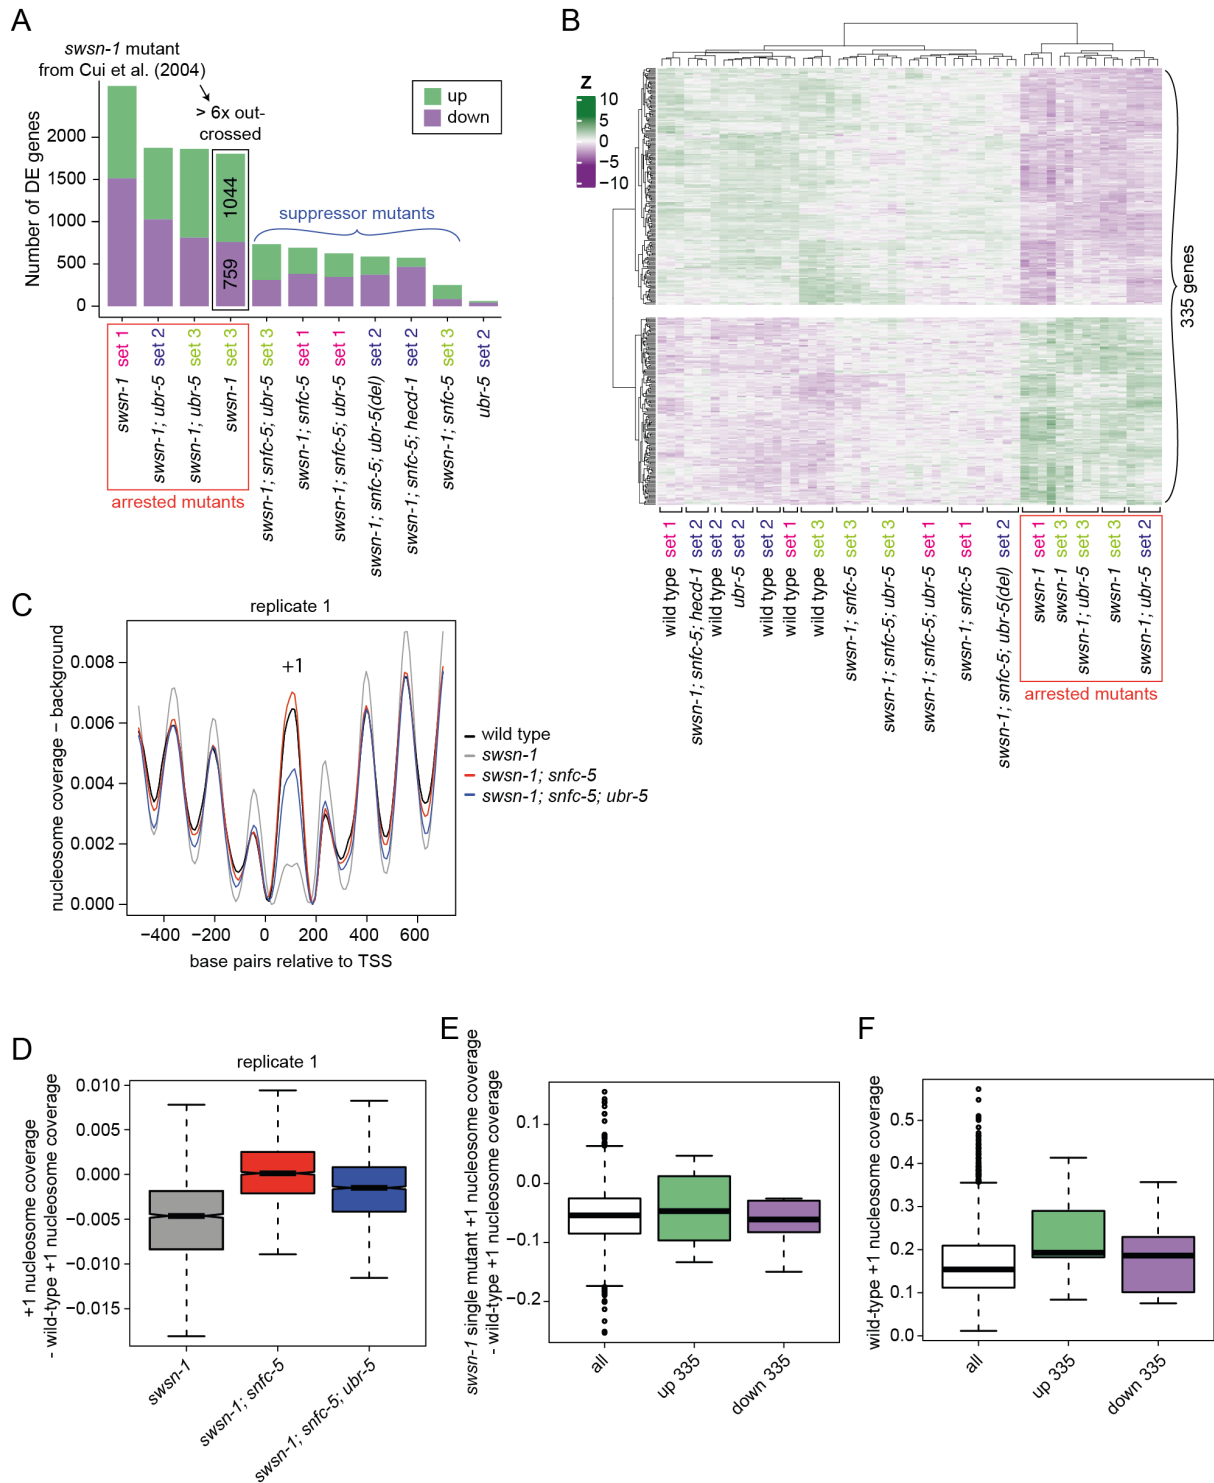 A
swsn-1 mutant
from Cui et al. (2004)
> 6x out-
crossed
up
down
Number of DE genes
2000
1500
1000
500
0
1044
759
suppressor mutants
swsn-1 set 1
swsn-1; ubr-5 set 2
swsn-1; ubr-5 set 3
swsn-1 set 3
swsn-1; snfc-5; ubr-5 set 3
swsn-1; snfc-5 set 1
swsn-1; snfc-5; ubr-5 set 1
swsn-1; snfc-5; ubr-5(del) set 2
swsn-1; snfc-5; hecd-1 set 2
swsn-1; snfc-5 set 3
ubr-5 set 2
arrested mutants
B
z
10
5
0
−5
−10
335 genes
wild type set 1
swsn-1; snfc-5; hecd-1 set 2
wild type set 2
ubr-5 set 2
wild type set 2
wild type set 1
wild type set 3
swsn-1; snfc-5 set 3
swsn-1; snfc-5; ubr-5 set 3
swsn-1; snfc-5; ubr-5 set 1
swsn-1; snfc-5 set 1
swsn-1; snfc-5; ubr-5(del) set 2
swsn-1 set 1
swsn-1 set 3
swsn-1; ubr-5 set 3
swsn-1 set 3
swsn-1; ubr-5 set 2
arrested mutants
C
replicate 1
nucleosome coverage − background
0.008
0.006
0.004
0.002
0.000
+1
−400 −200 0 200 400 600
base pairs relative to TSS
wild type
swsn-1
swsn-1; snfc-5
swsn-1; snfc-5; ubr-5
D
replicate 1
+1 nucleosome coverage
- wild-type +1 nucleosome coverage
0.010
0.005
0.000
−0.005
−0.010
−0.015
swsn-1
swsn-1; snfc-5
swsn-1; snfc-5; ubr-5
E
swsn-1 single mutant +1 nucleosome coverage
- wild-type +1 nucleosome coverage
0.1
0.0
−0.1
−0.2
all
up 335
down 335
F
wild-type +1 nucleosome coverage
0.5
0.4
0.3
0.2
0.1
0.0
all
up 335
down 335